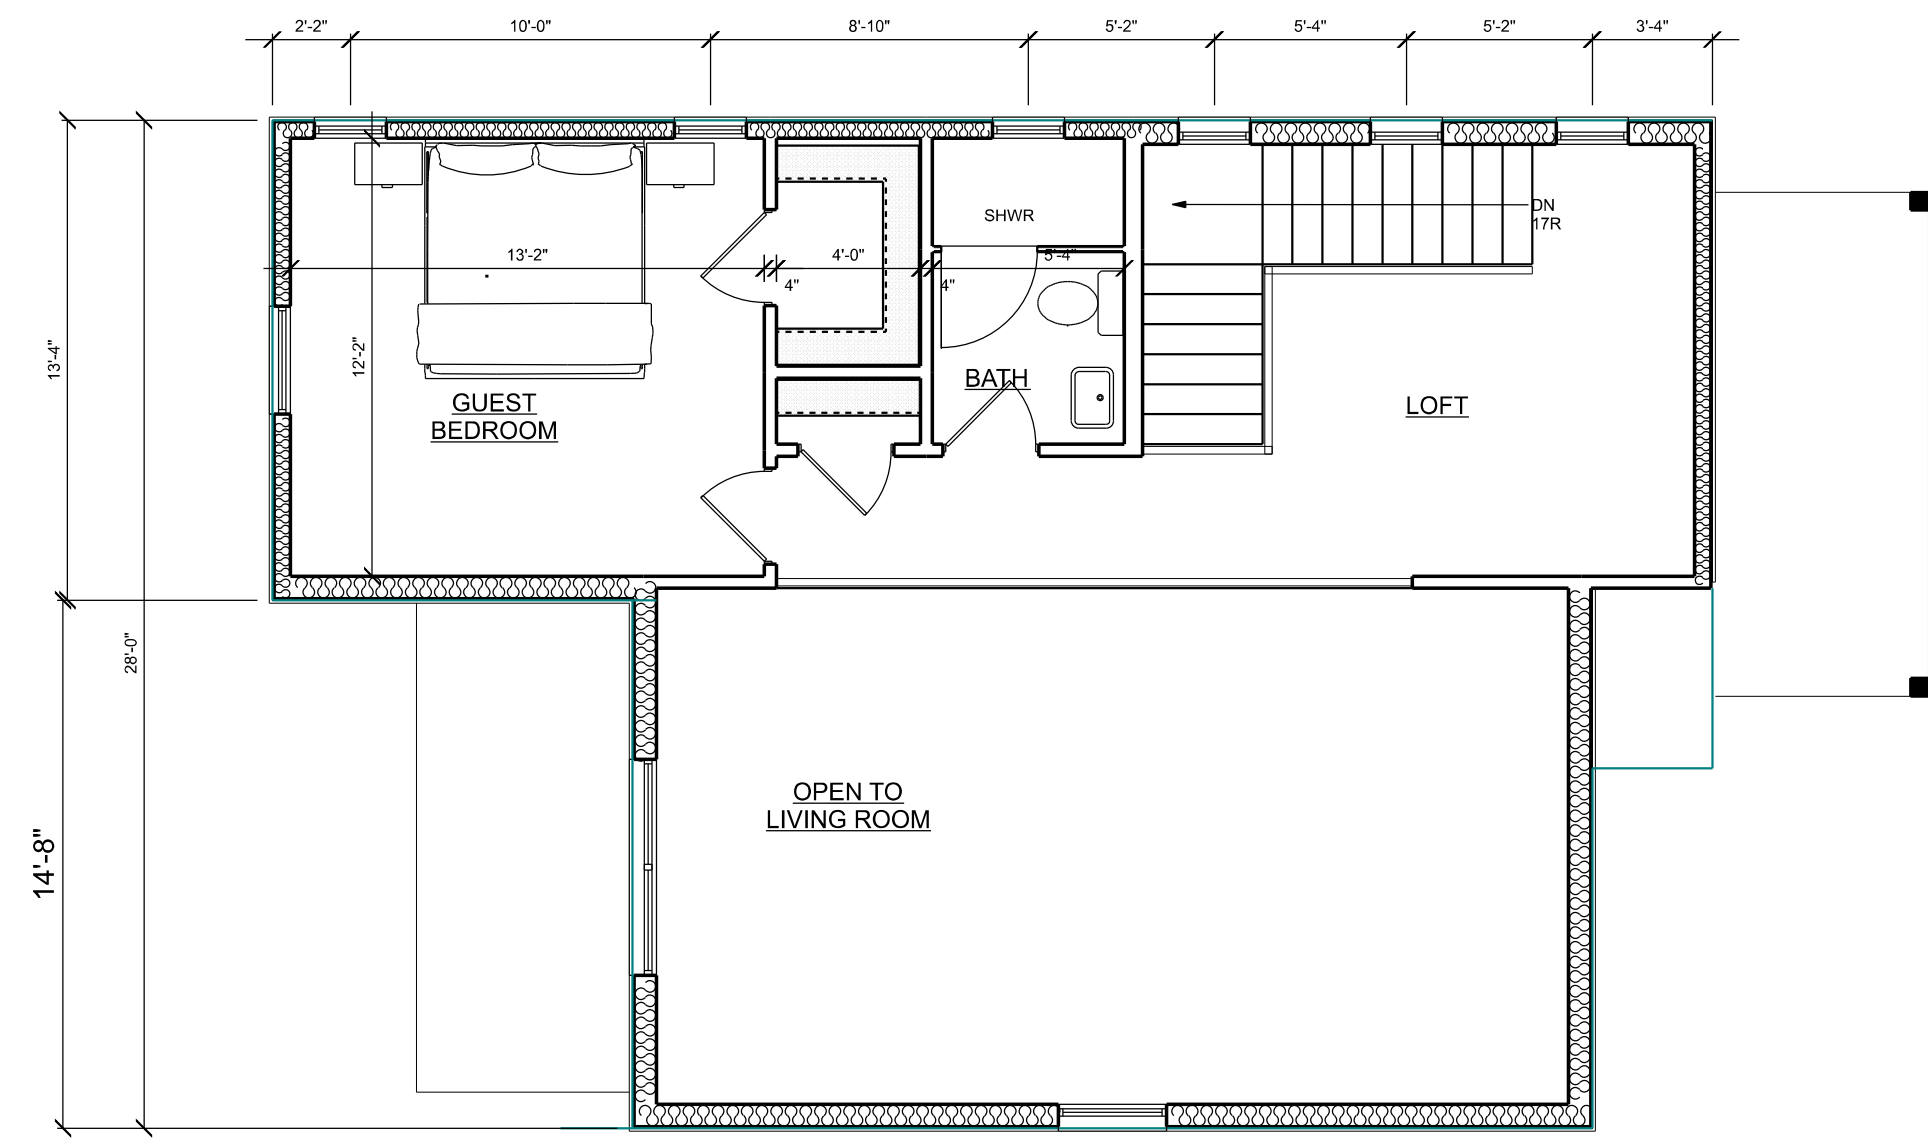 2'-2"
10'-0"
8'-10"
5'-2"
5'-4"
5'-2"
3'-4"
SHWR
DN
17R
13'-2"
4'-0"
5'-4"
4"
4"
13'-4"
12'-2"
BATH
GUEST
BEDROOM
LOFT
28'-0"
OPEN TO
LIVING ROOM
14'-8"